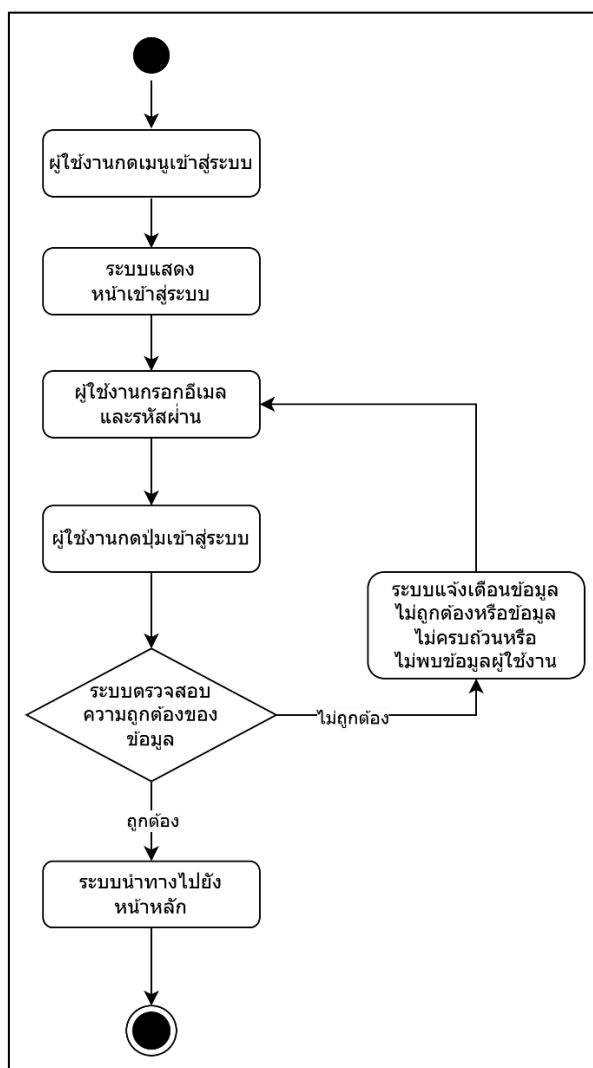 ผู้ใช้งานกดเมนูเข้าสู่ระบบ
ระบบแสดง
หน้าเข้าสู่ระบบ
ผู้ใช้งานกรอกอีเมล
และรหัสผ่าน
ผู้ใช้งานกดปุ่มเข้าสู่ระบบ
ระบบตรวจสอบ
ความถูกต้องของ
ข้อมูล
ไม่ถูกต้อง
ระบบแจ้งเตือนข้อมูล
ไม่ถูกต้องหรือข้อมูล
ไม่ครบถ้วนหรือ
ไม่พบข้อมูลผู้ใช้งาน
ถูกต้อง
ระบบนำทางไปยัง
หน้าหลัก